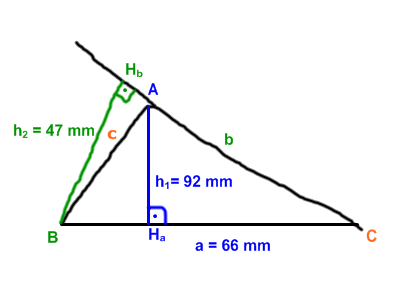 H_b
A
h₂ = 47 mm
c
b
h₁= 92 mm
B
H_a
C
a = 66 mm